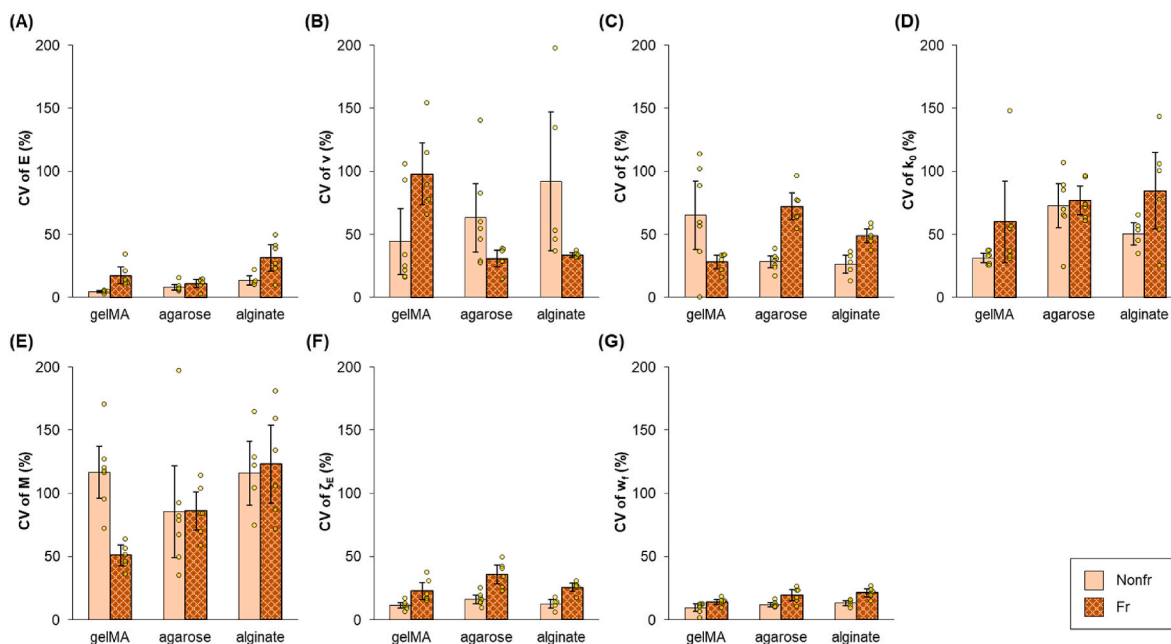 (A) (B) (C) (D)
200 200 200 200
150 150 150 150
100 100 100 100
50 50 50 50
0 0 0 0
CV of E (%) CV of ν (%) CV of ξ (%) CV of k₀ (%)
gelMA agarose alginate gelMA agarose alginate gelMA agarose alginate gelMA agarose alginate
(E) (F) (G)
200 200 200
150 150 150
100 100 100
50 50 50
0 0 0
CV of M (%) CV of ζ_E (%) CV of w_f (%)
gelMA agarose alginate gelMA agarose alginate gelMA agarose alginate
Nonfr
Fr